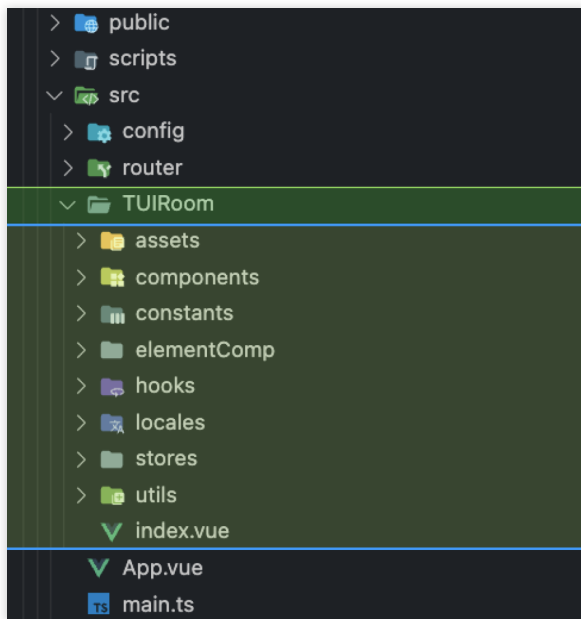 public
scripts
src
config
router
TUIRoom
assets
components
constants
elementComp
hooks
locales
stores
utils
index.vue
App.vue
TS main.ts